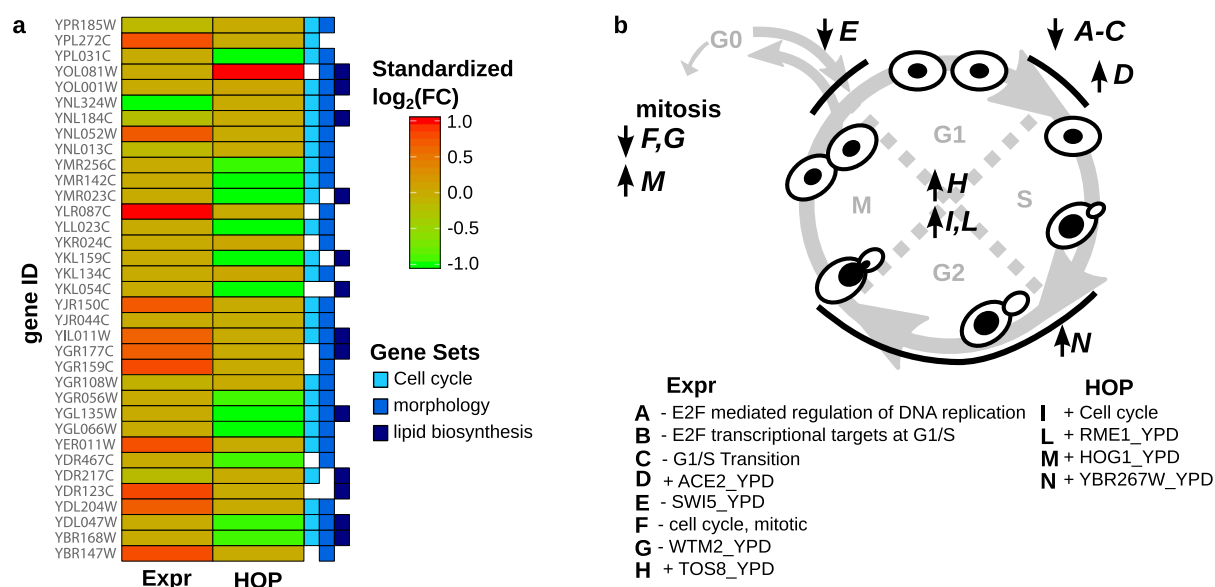 a
gene ID
YPR185W
YPL272C
YPL031C
YOL081W
YOL001W
YNL324W
YNL184C
YNL052W
YNL013C
YMR256C
YMR142C
YMR023C
YLR087C
YLL023C
YKR024C
YKL159C
YKL134C
YKL054C
YJR150C
YJR044C
YIL011W
YGR177C
YGR159C
YGR108W
YGR056W
YGL135W
YGL066W
YER011W
YDR467C
YDR217C
YDR123C
YDL204W
YDL047W
YBR168W
YBR147W
Expr HOP
Standardized
log2(FC)
1.0
0.5
0.0
-0.5
-1.0
Gene Sets
Cell cycle
morphology
lipid biosynthesis
b
G0
E
A-C
D
mitosis
F,G
M
G1
S
G2
M
H
I,L
N
Expr
A - E2F mediated regulation of DNA replication
B - E2F transcriptional targets at G1/S
C - G1/S Transition
D + ACE2_YPD
E - SWI5_YPD
F - cell cycle, mitotic
G - WTM2_YPD
H + TOS8_YPD
HOP
I + Cell cycle
L + RME1_YPD
M + HOG1_YPD
N + YBR267W_YPD